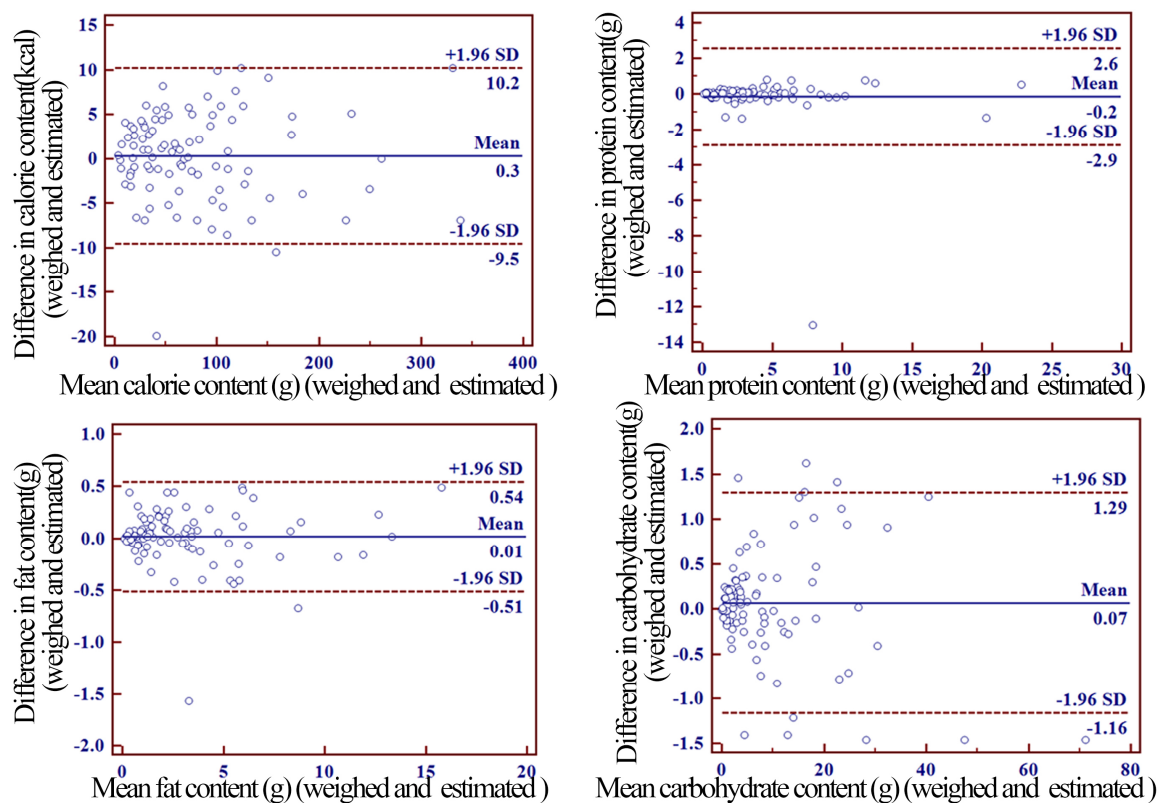 Difference in calorie content(kcal)
(weighed and estimated)
15
10
5
0
-5
-10
-15
-20
+1.96 SD
10.2
Mean
0.3
-1.96 SD
-9.5
0 100 200 300 400
Mean calorie content (g) (weighed and estimated )
Difference in protein content(g)
(weighed and estimated)
4
2
0
-2
-4
-6
-8
-10
-12
-14
+1.96 SD
2.6
Mean
-0.2
-1.96 SD
-2.9
0 5 10 15 20 25 30
Mean protein content (g) (weighed and estimated )
Difference in fat content(g)
(weighed and estimated)
1.0
0.5
0.0
-0.5
-1.0
-1.5
-2.0
+1.96 SD
0.54
Mean
0.01
-1.96 SD
-0.51
0 5 10 15 20
Mean fat content (g) (weighed and estimated )
Difference in carbohydrate content(g)
(weighed and estimated)
2.0
1.5
1.0
0.5
0.0
-0.5
-1.0
-1.5
+1.96 SD
1.29
Mean
0.07
-1.96 SD
-1.16
0 20 40 60 80
Mean carbohydrate content (g) (weighed and estimated )